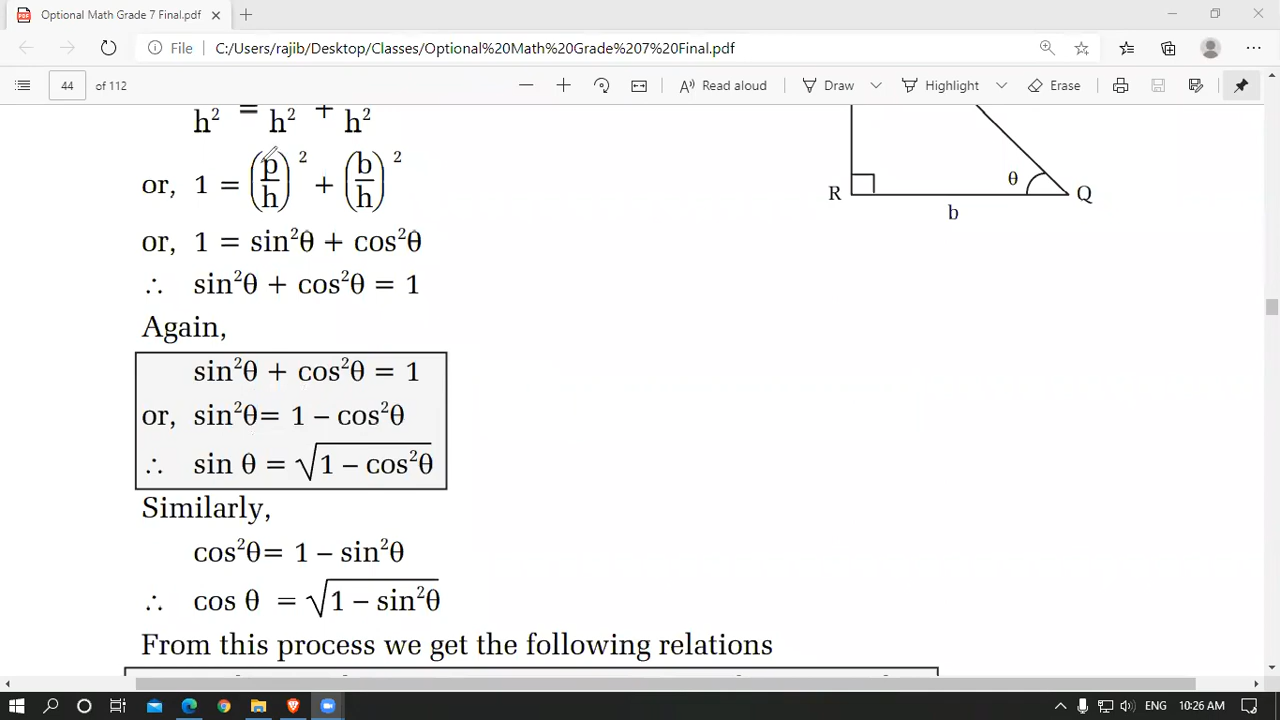 Optional Math Grade 7 Final.pdf
File C:/Users/rajib/Desktop/Classes/Optional%20Math%20Grade%207%20Final.pdf
44 of 112 Read aloud Draw Highlight Erase
h² = h² + h²
or, 1 = (p/h)² + (b/h)²
or, 1 = sin²θ + cos²θ
∴ sin²θ + cos²θ = 1
Again,
sin²θ + cos²θ = 1
or, sin²θ= 1 – cos²θ
∴ sin θ = √1 – cos²θ
Similarly,
cos²θ= 1 – sin²θ
∴ cos θ = √1 – sin²θ
From this process we get the following relations
θ
R Q
b
ENG 10:26 AM